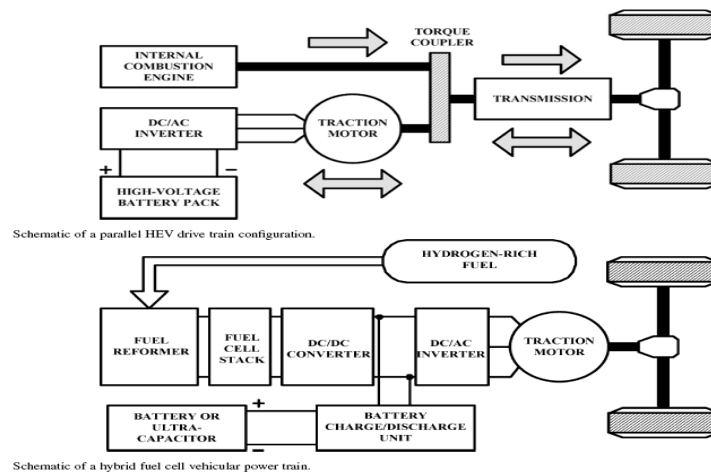 INTERNAL
COMBUSTION
ENGINE
TORQUE
COUPLER
TRANSMISSION
DC/AC
INVERTER
TRACTION
MOTOR
+
−
HIGH-VOLTAGE
BATTERY PACK
Schematic of a parallel HEV drive train configuration.
HYDROGEN-RICH
FUEL
FUEL
REFORMER
FUEL
CELL
STACK
DC/DC
CONVERTER
DC/AC
INVERTER
TRACTION
MOTOR
BATTERY OR
ULTRA-
CAPACITOR
+
−
BATTERY
CHARGE/DISCHARGE
UNIT
Schematic of a hybrid fuel cell vehicular power train.